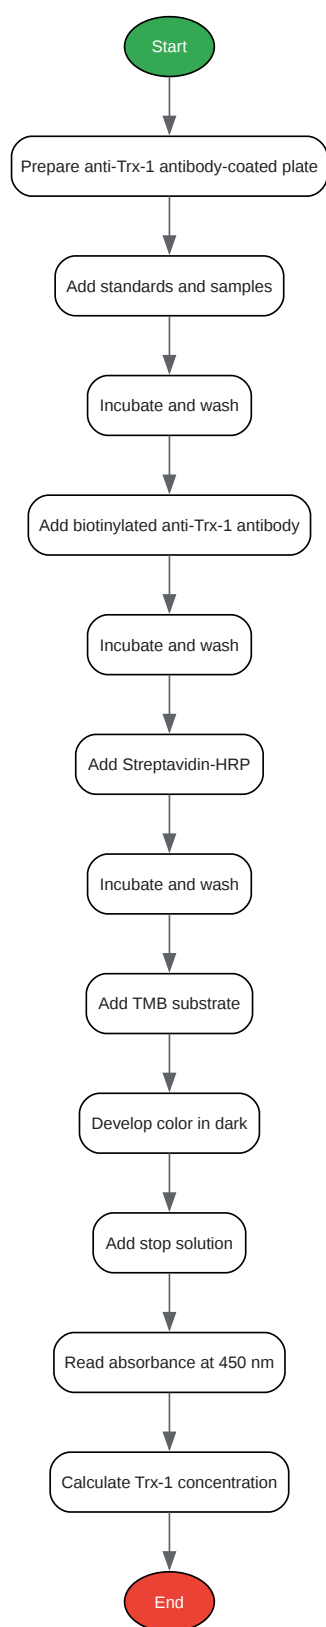 Start
Prepare anti-Trx-1 antibody-coated plate
Add standards and samples
Incubate and wash
Add biotinylated anti-Trx-1 antibody
Incubate and wash
Add Streptavidin-HRP
Incubate and wash
Add TMB substrate
Develop color in dark
Add stop solution
Read absorbance at 450 nm
Calculate Trx-1 concentration
End